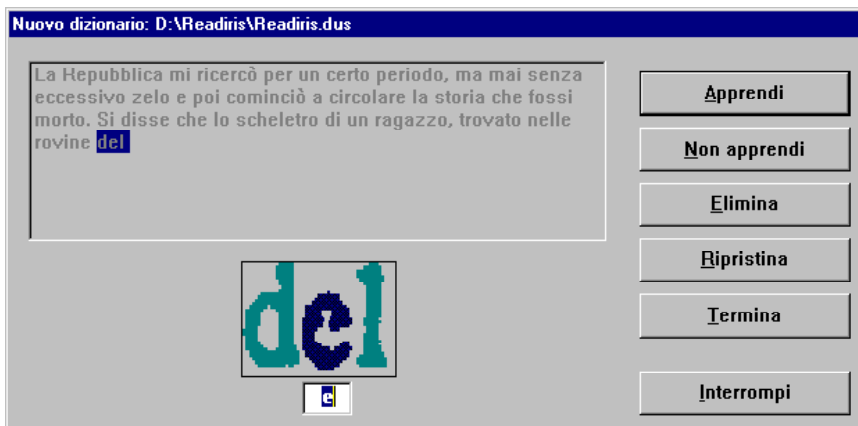 Nuovo dizionario: D:\Readiris\Readiris.dus
La Repubblica mi ricercò per un certo periodo, ma mai senza
eccessivo zelo e poi cominciò a circolare la storia che fossi
morto. Si disse che lo scheletro di un ragazzo, trovato nelle
rovine del
del
e
Apprendi
Non apprendi
Elimina
Ripristina
Termina
Interrompi